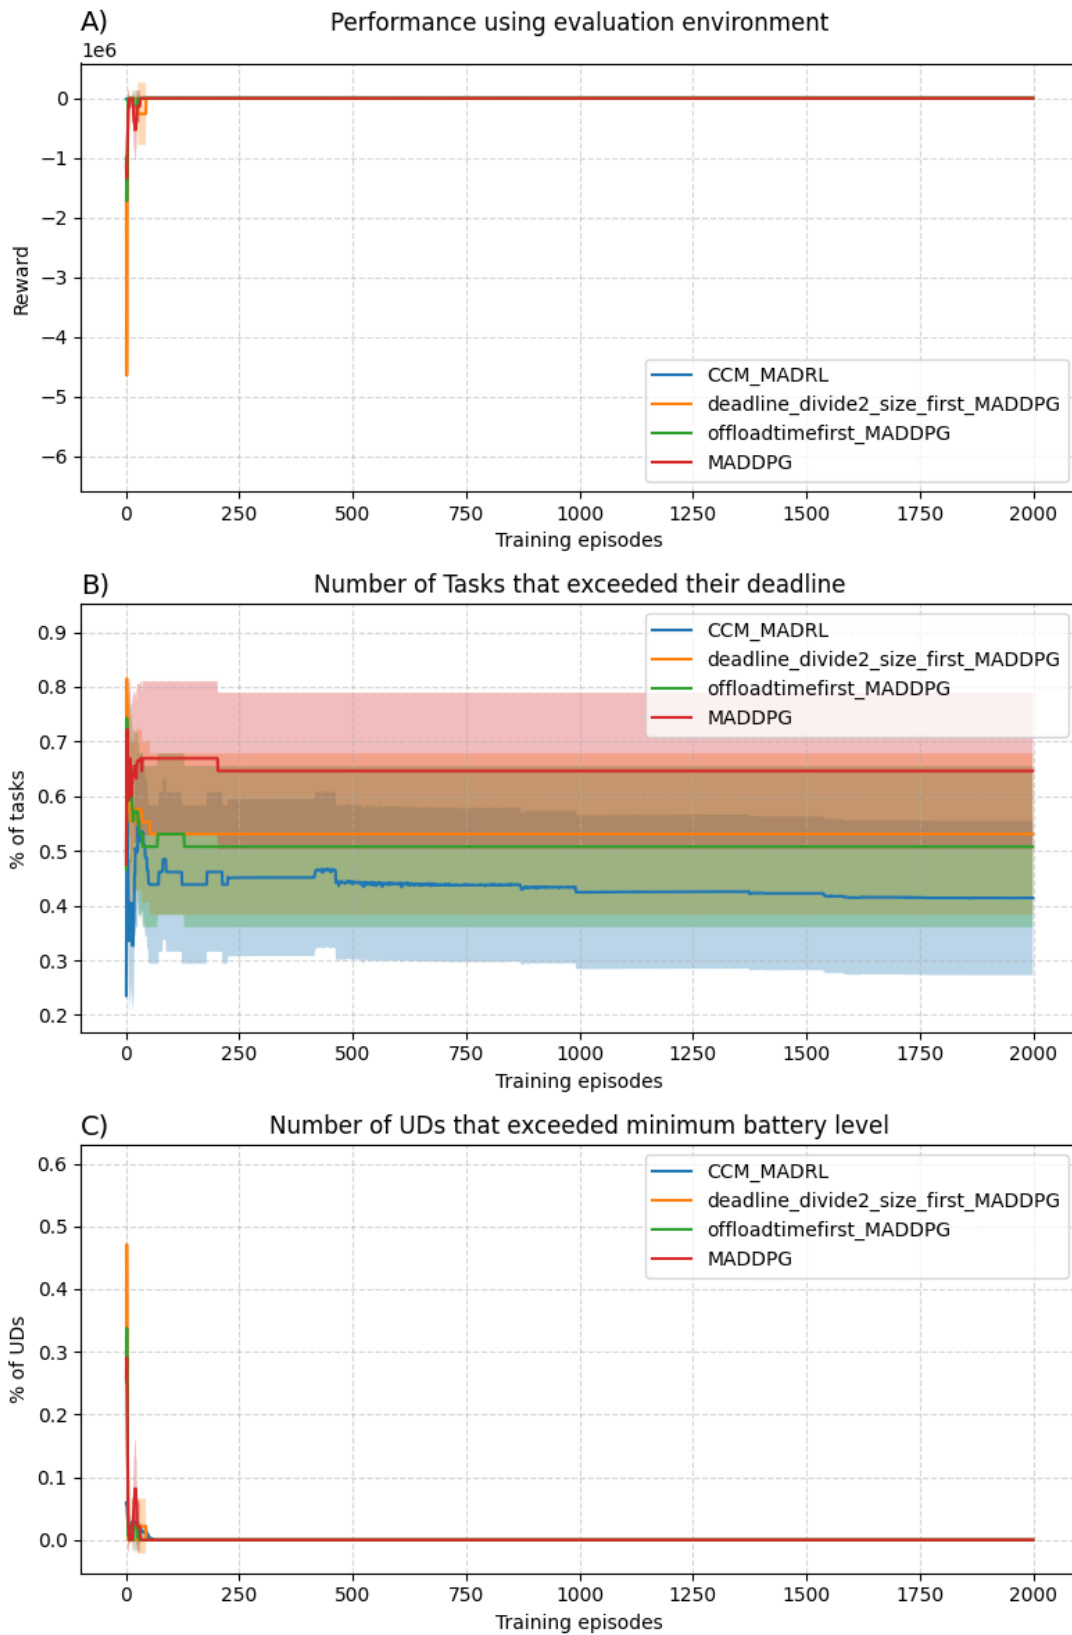 A)
Performance using evaluation environment
1e6
0
−1
−2
−3
−4
−5
−6
Reward
0 250 500 750 1000 1250 1500 1750 2000
Training episodes
CCM_MADRL
deadline_divide2_size_first_MADDPG
offloadtimefirst_MADDPG
MADDPG
B)
Number of Tasks that exceeded their deadline
0.9
0.8
0.7
0.6
0.5
0.4
0.3
0.2
% of tasks
0 250 500 750 1000 1250 1500 1750 2000
Training episodes
CCM_MADRL
deadline_divide2_size_first_MADDPG
offloadtimefirst_MADDPG
MADDPG
C)
Number of UDs that exceeded minimum battery level
0.6
0.5
0.4
0.3
0.2
0.1
0.0
% of UDs
0 250 500 750 1000 1250 1500 1750 2000
Training episodes
CCM_MADRL
deadline_divide2_size_first_MADDPG
offloadtimefirst_MADDPG
MADDPG